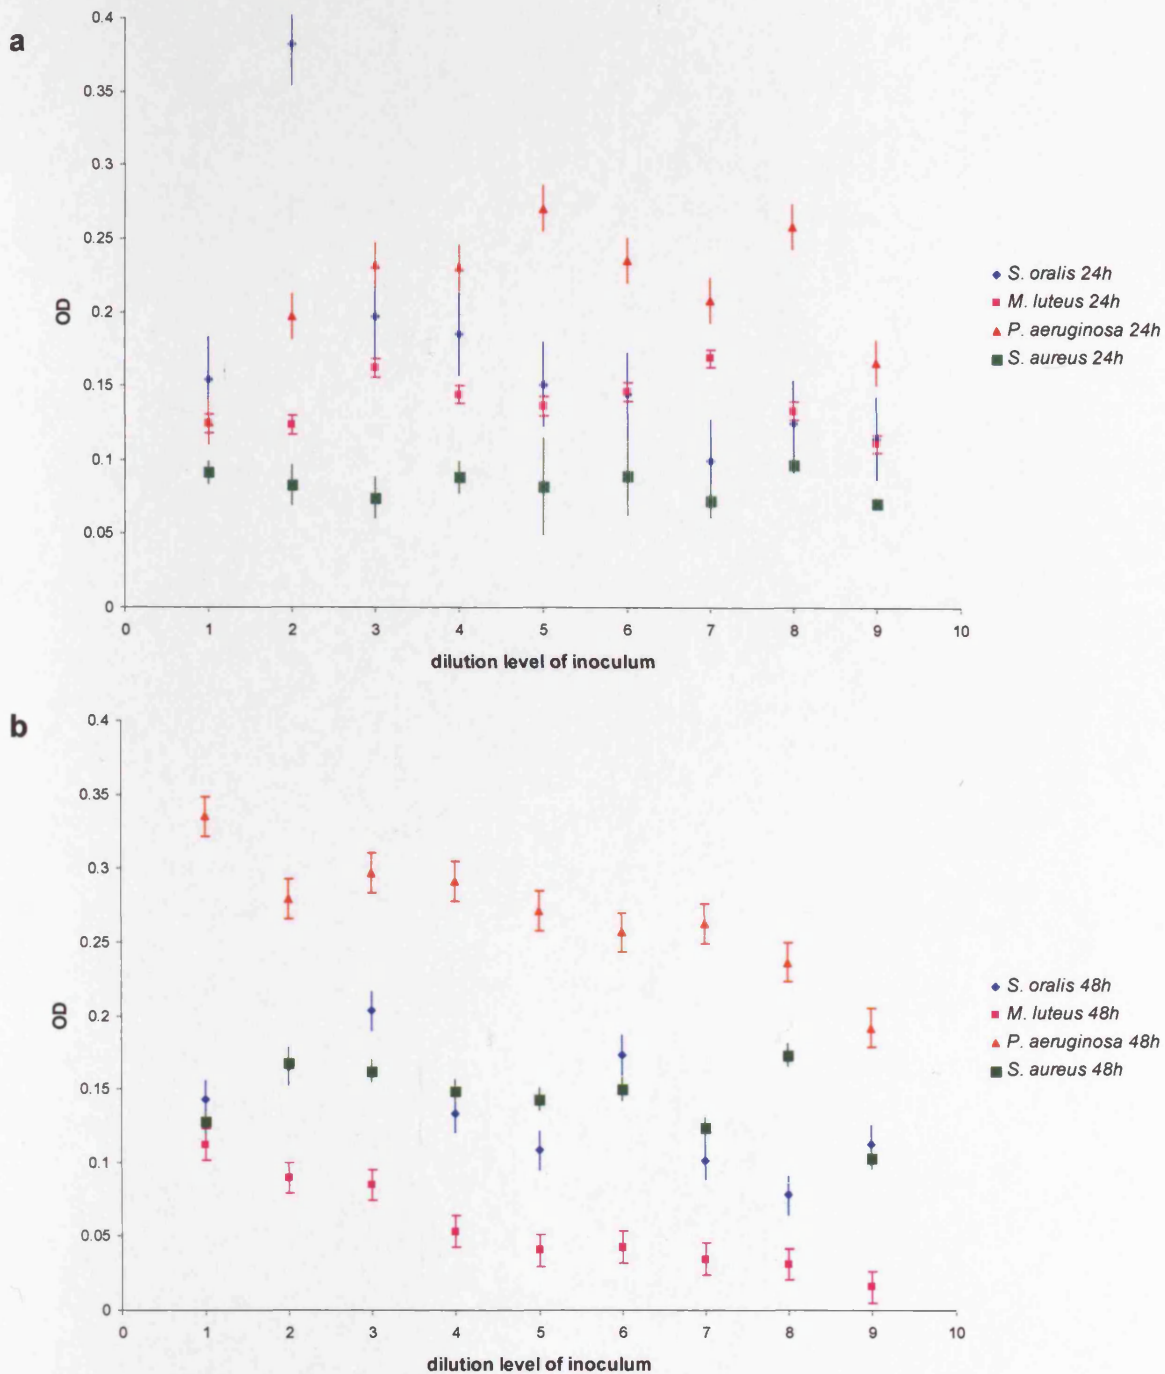 a
0.4
0.35
0.3
0.25
0.2
0.15
0.1
0.05
0
OD
0 1 2 3 4 5 6 7 8 9 10
dilution level of inoculum
S. oralis 24h
M. luteus 24h
P. aeruginosa 24h
S. aureus 24h
b
0.4
0.35
0.3
0.25
0.2
0.15
0.1
0.05
0
OD
0 1 2 3 4 5 6 7 8 9 10
dilution level of inoculum
S. oralis 48h
M. luteus 48h
P. aeruginosa 48h
S. aureus 48h